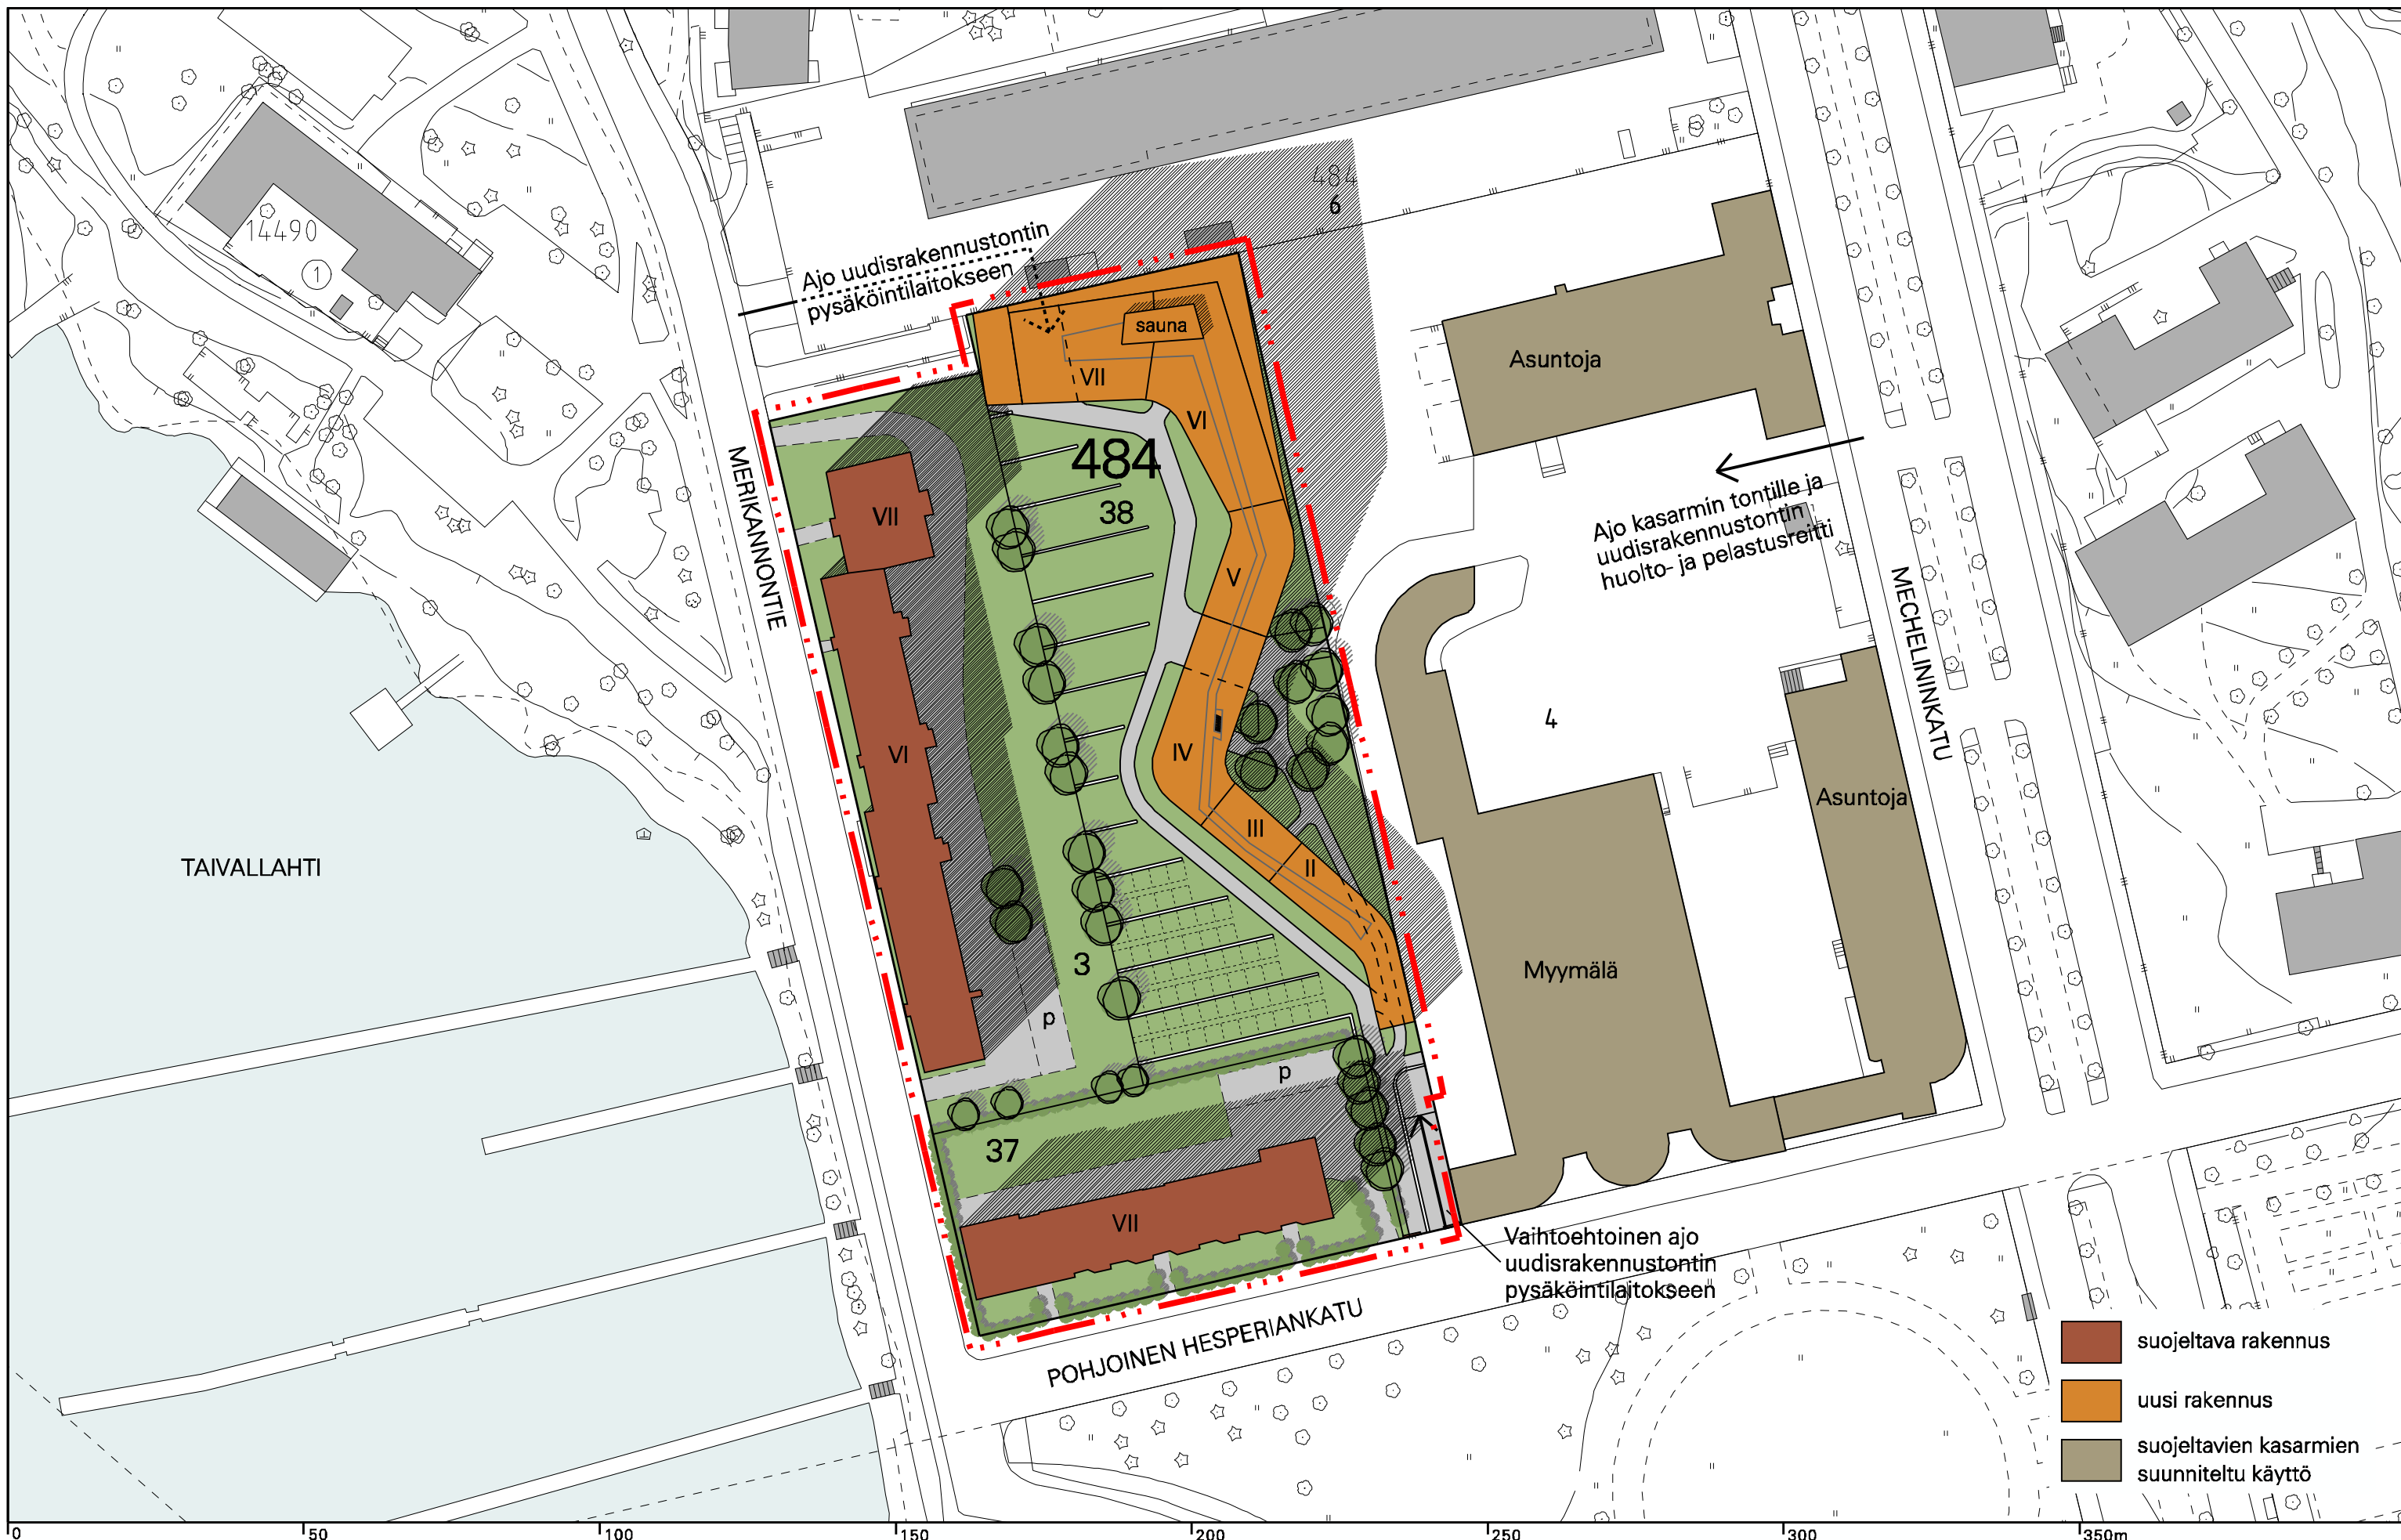 14490
1
484
6
Ajo uudisrakennustontin
pysäköintilaitokseen
sauna
VII
VI
484
38
V
IV
III
II
VII
VI
3
p
p
37
VII
MERIKANNONTIE
TAIVALLAHTI
Asuntoja
Ajo kasarmin tontille ja
uudisrakennustontin
huolto- ja pelastusreitti
MECHELININKATU
4
Asuntoja
Myymälä
Vaihtoehtoinen ajo
uudisrakennustontin
pysäköintilaitokseen
POHJOINEN HESPERIANKATU
suojeltava rakennus
uusi rakennus
suojeltavien kasarmien
suunniteltu käyttö
0 50 100 150 200 250 300 350m